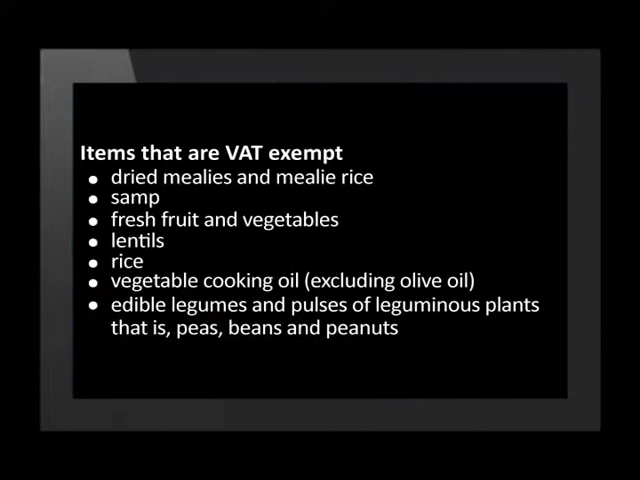 Items that are VAT exempt
● dried mealies and mealie rice
● samp
● fresh fruit and vegetables
● lentils
● rice
● vegetable cooking oil (excluding olive oil)
● edible legumes and pulses of leguminous plants
that is, peas, beans and peanuts